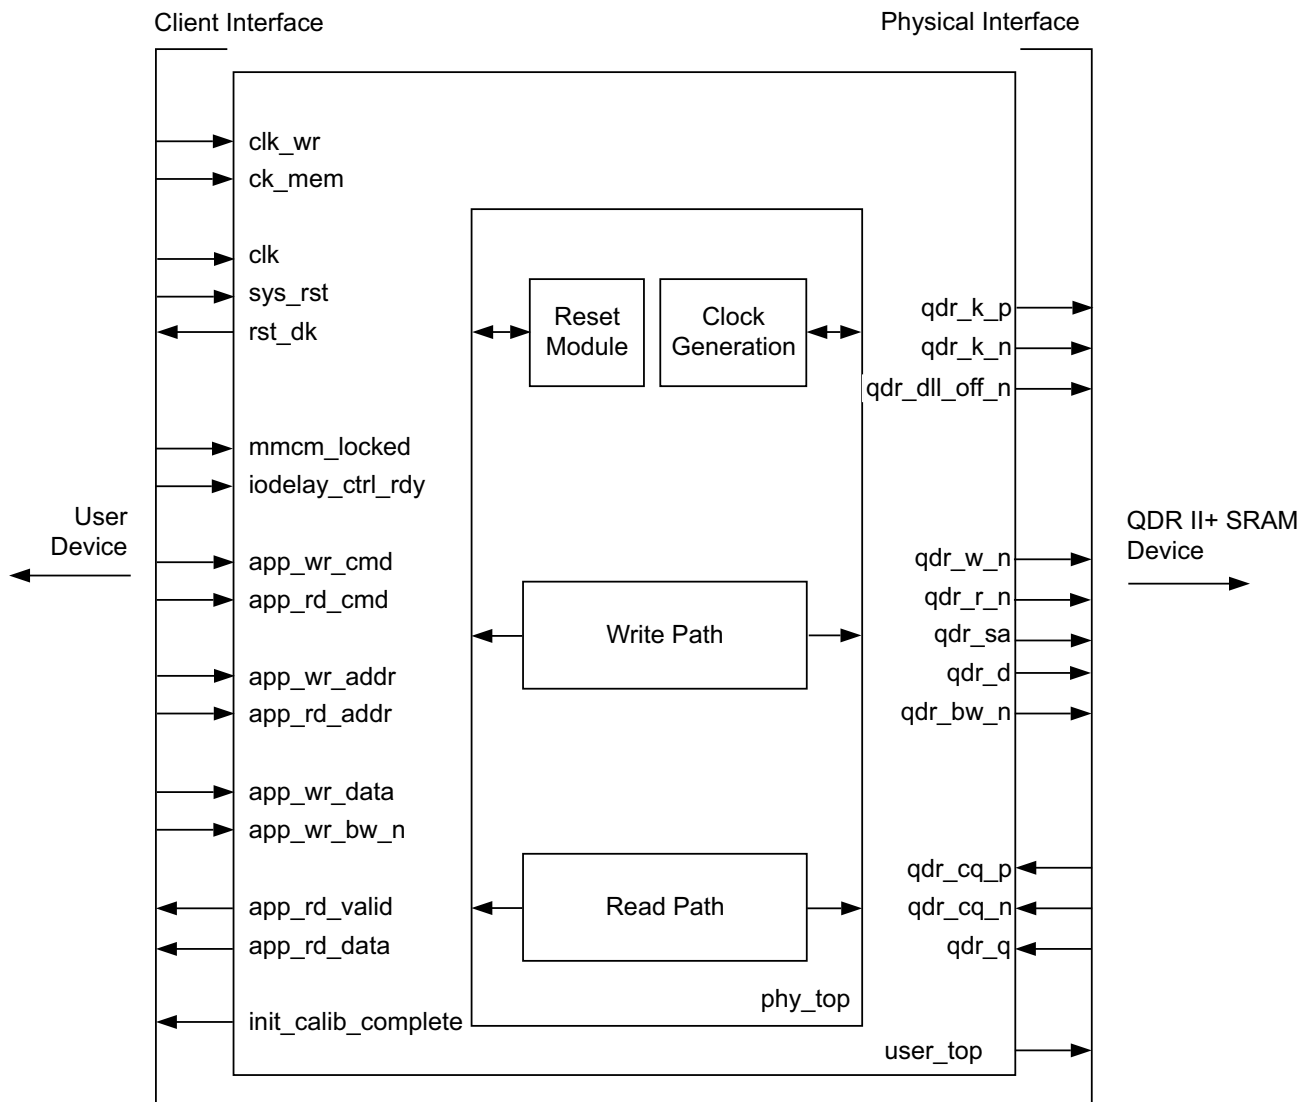 Client Interface
Physical Interface
clk_wr
ck_mem
clk
sys_rst
rst_dk
mmcm_locked
iodelay_ctrl_rdy
User
Device
app_wr_cmd
app_rd_cmd
app_wr_addr
app_rd_addr
app_wr_data
app_wr_bw_n
app_rd_valid
app_rd_data
init_calib_complete
Reset
Module
Clock
Generation
Write Path
Read Path
phy_top
qdr_k_p
qdr_k_n
qdr_dll_off_n
qdr_w_n
qdr_r_n
qdr_sa
qdr_d
qdr_bw_n
qdr_cq_p
qdr_cq_n
qdr_q
user_top
QDR II+ SRAM
Device